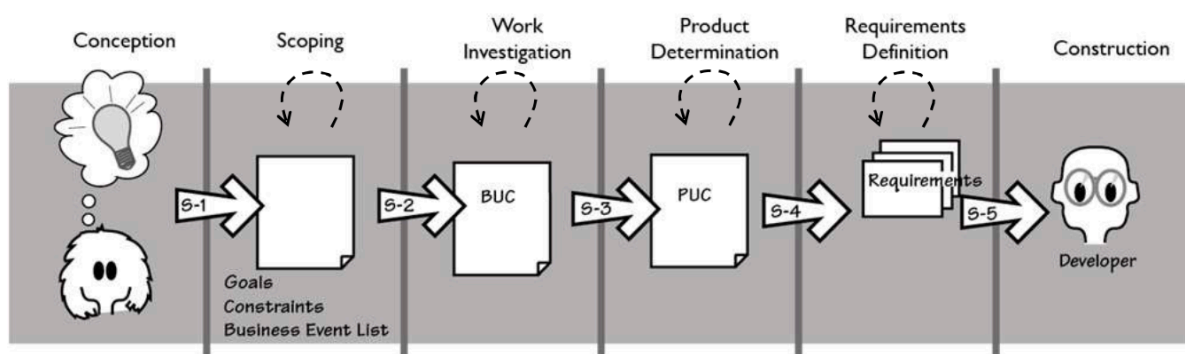 Conception
Scoping
Work
Investigation
Product
Determination
Requirements
Definition
Construction
S-1
S-2
BUC
S-3
PUC
S-4
Requirements
S-5
Goals
Constraints
Business Event List
Developer